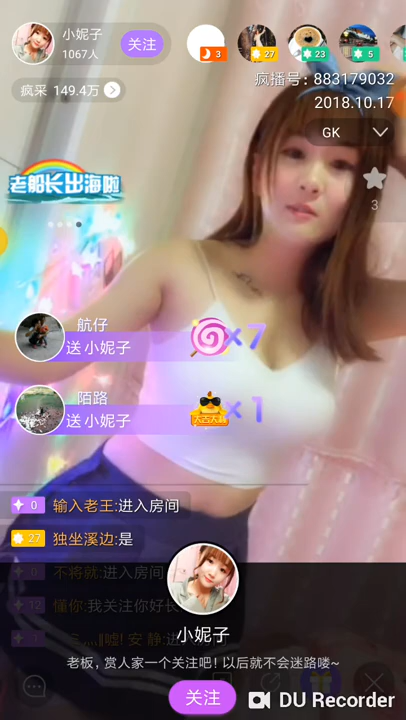 小妮子
1067人
关注
3
27
23
5
疯采 149.4万
疯播号: 883179032
2018.10.17
GK
老船长出海啦
3
航仔
送 小妮子
x7
陌路
送 小妮子
x1
0 输入老王:进入房间
27 独坐溪边:是
0 不将就:进入房间
12 懂你:我关注你好长
小妮子
老板，赏人家一个关注吧！以后就不会迷路喽~
关注
DU Recorder